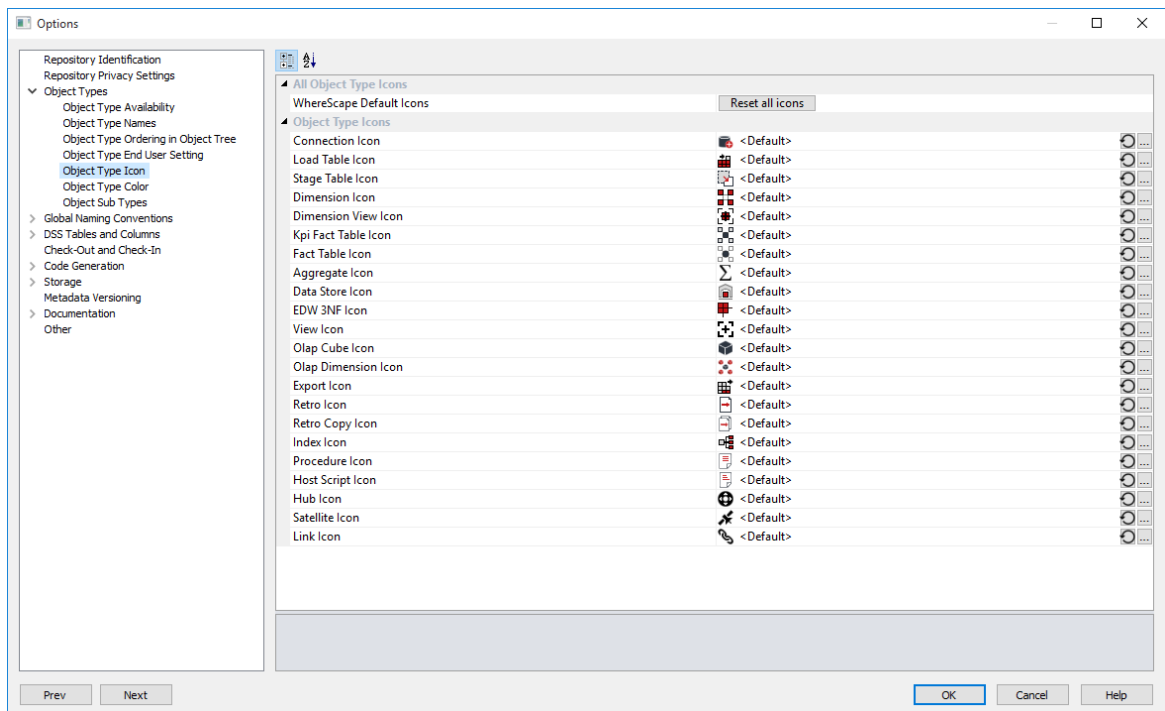 Options
Repository Identification
Repository Privacy Settings
Object Types
Object Type Availability
Object Type Names
Object Type Ordering in Object Tree
Object Type End User Setting
Object Type Icon
Object Type Color
Object Sub Types
Global Naming Conventions
DSS Tables and Columns
Check-Out and Check-In
Code Generation
Storage
Metadata Versioning
Documentation
Other
All Object Type Icons
WhereScape Default Icons Reset all icons
Object Type Icons
Connection Icon <Default> ...
Load Table Icon <Default> ...
Stage Table Icon <Default> ...
Dimension Icon <Default> ...
Dimension View Icon <Default> ...
Kpi Fact Table Icon <Default> ...
Fact Table Icon <Default> ...
Aggregate Icon <Default> ...
Data Store Icon <Default> ...
EDW 3NF Icon <Default> ...
View Icon <Default> ...
Olap Cube Icon <Default> ...
Olap Dimension Icon <Default> ...
Export Icon <Default> ...
Retro Icon <Default> ...
Retro Copy Icon <Default> ...
Index Icon <Default> ...
Procedure Icon <Default> ...
Host Script Icon <Default> ...
Hub Icon <Default> ...
Satellite Icon <Default> ...
Link Icon <Default> ...
Prev Next OK Cancel Help